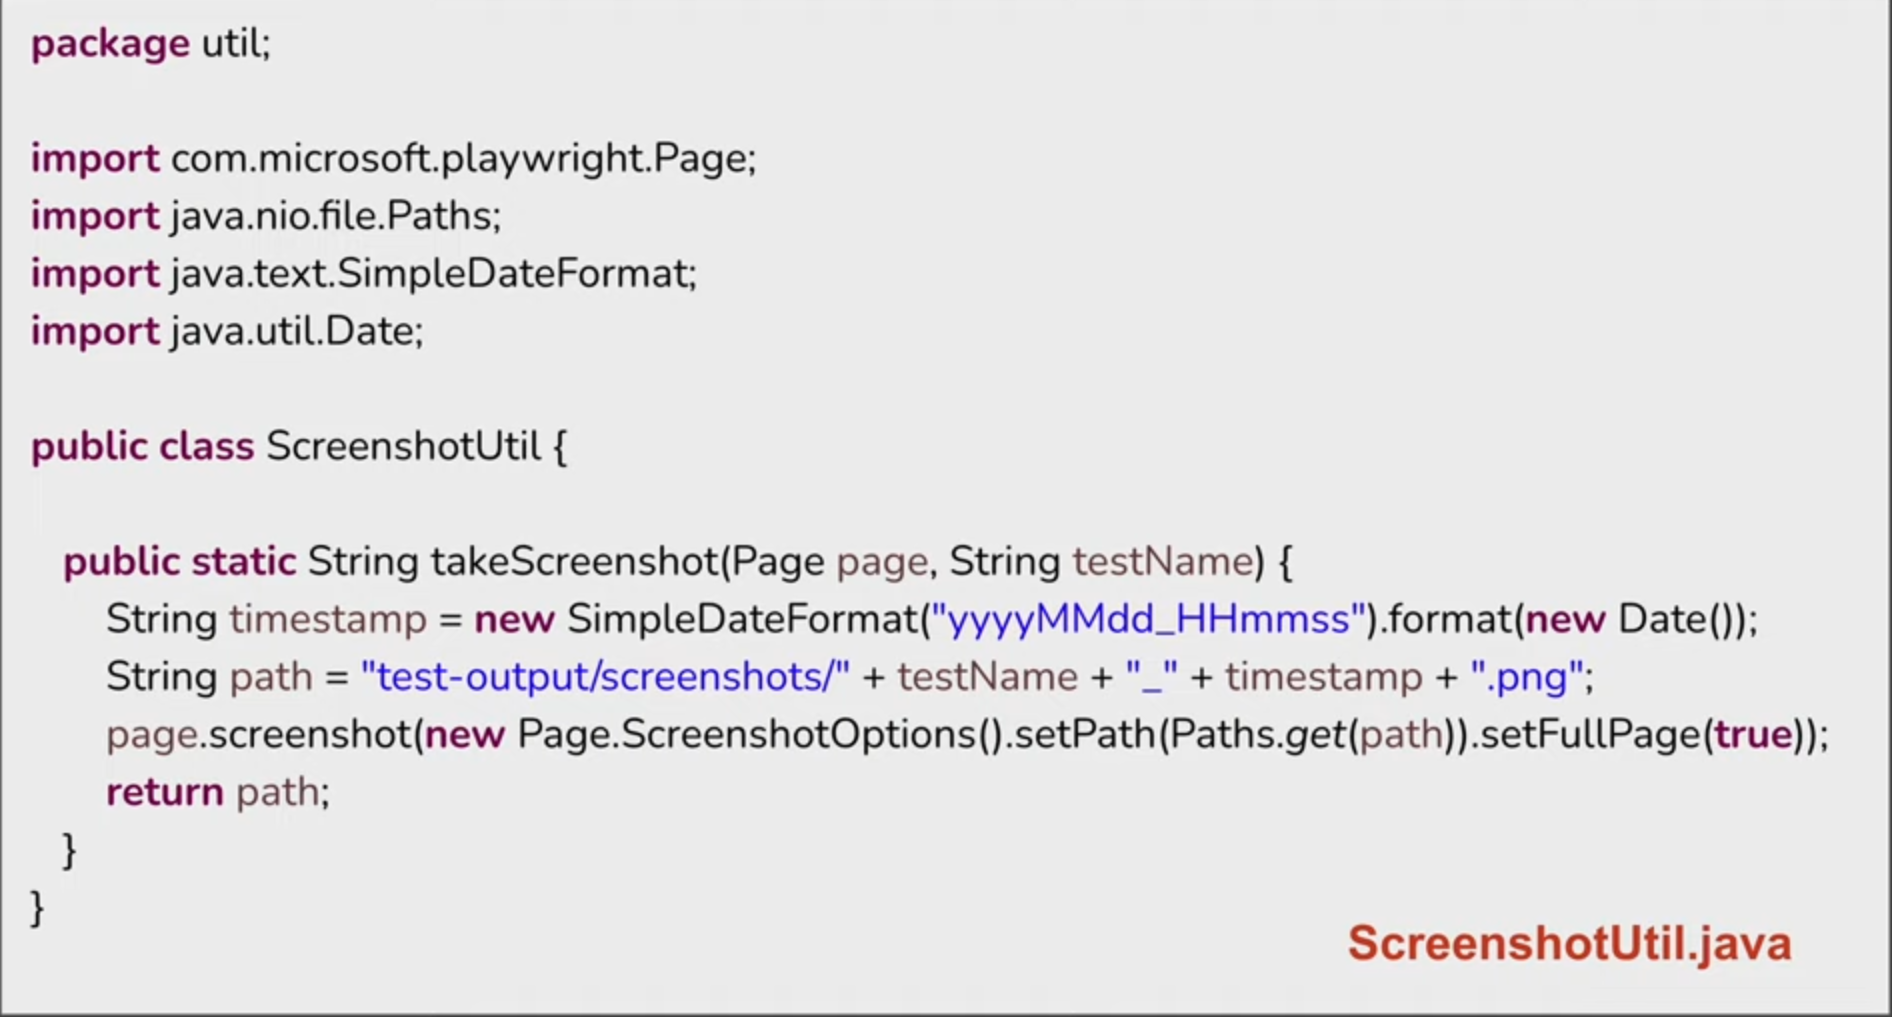 package util;
import com.microsoft.playwright.Page;
import java.nio.file.Paths;
import java.text.SimpleDateFormat;
import java.util.Date;
public class ScreenshotUtil {
public static String takeScreenshot(Page page, String testName) {
String timestamp = new SimpleDateFormat("yyyyMMdd_HHmmss").format(new Date());
String path = "test-output/screenshots/" + testName + "_" + timestamp + ".png";
page.screenshot(new Page.ScreenshotOptions().setPath(Paths.get(path)).setFullPage(true));
return path;
}
}
ScreenshotUtil.java